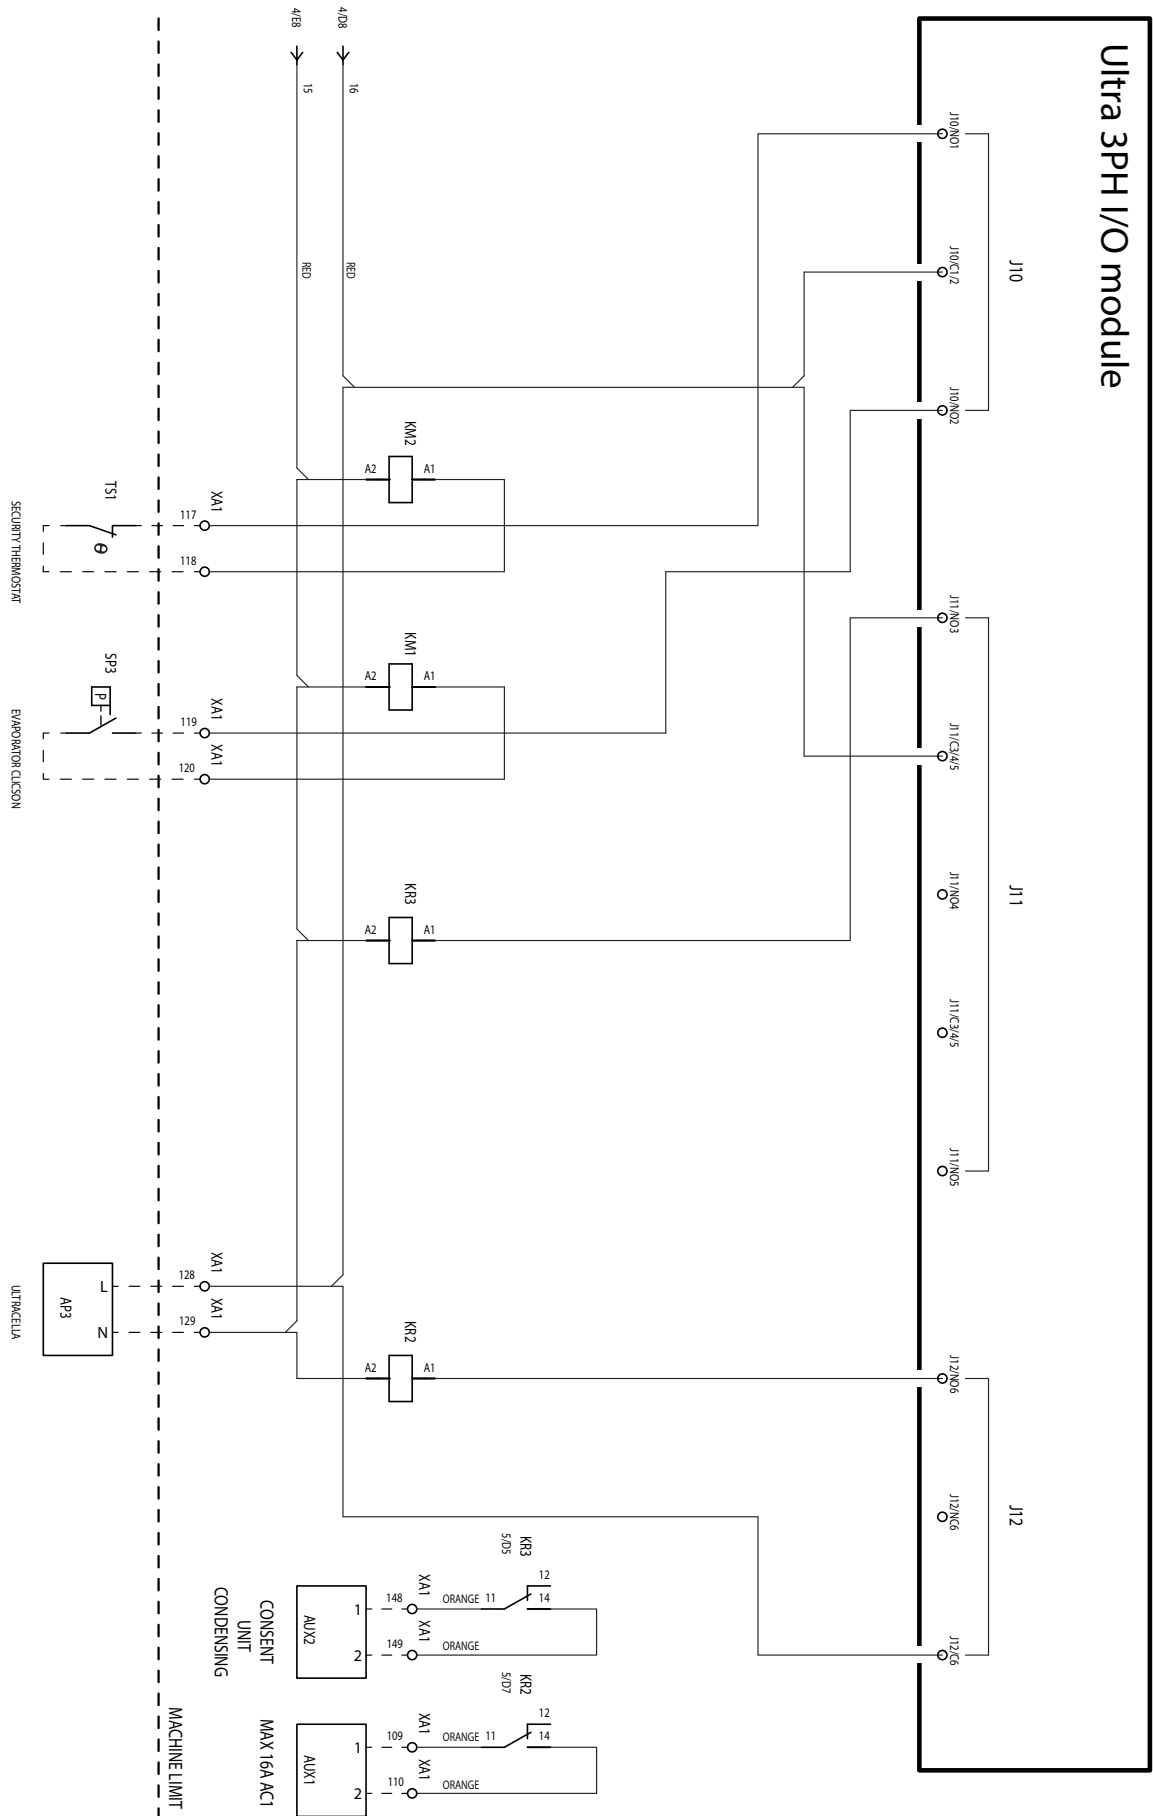 Ultra 3PH I/O module
J10
J11
J12
J10/NO1
J10/C1/2
J10/NO2
J11/NO3
J11/C3/4/5
J11/NO4
J11/C3/4/5
J11/NO5
J12/NO6
J12/NC6
J12/C6
4/D8
16
RED
4/E8
15
RED
KM2
A2
A1
KM1
A2
A1
KR3
A2
A1
KR2
A2
A1
KR3
5/D5
12
14
11
ORANGE
ORANGE
XA1
XA1
148
149
1
2
AUX2
CONSENT
UNIT
CONDENSING
KR2
5/D7
12
14
11
ORANGE
ORANGE
XA1
XA1
109
110
1
2
AUX1
MAX 16A AC1
XA1
117
118
TS1
θ
SECURITY THERMOSTAT
XA1
XA1
119
120
SP3
P
EVAPORATOR CLICSON
XA1
XA1
128
129
L
N
AP3
ULTRACELLA
MACHINE LIMIT